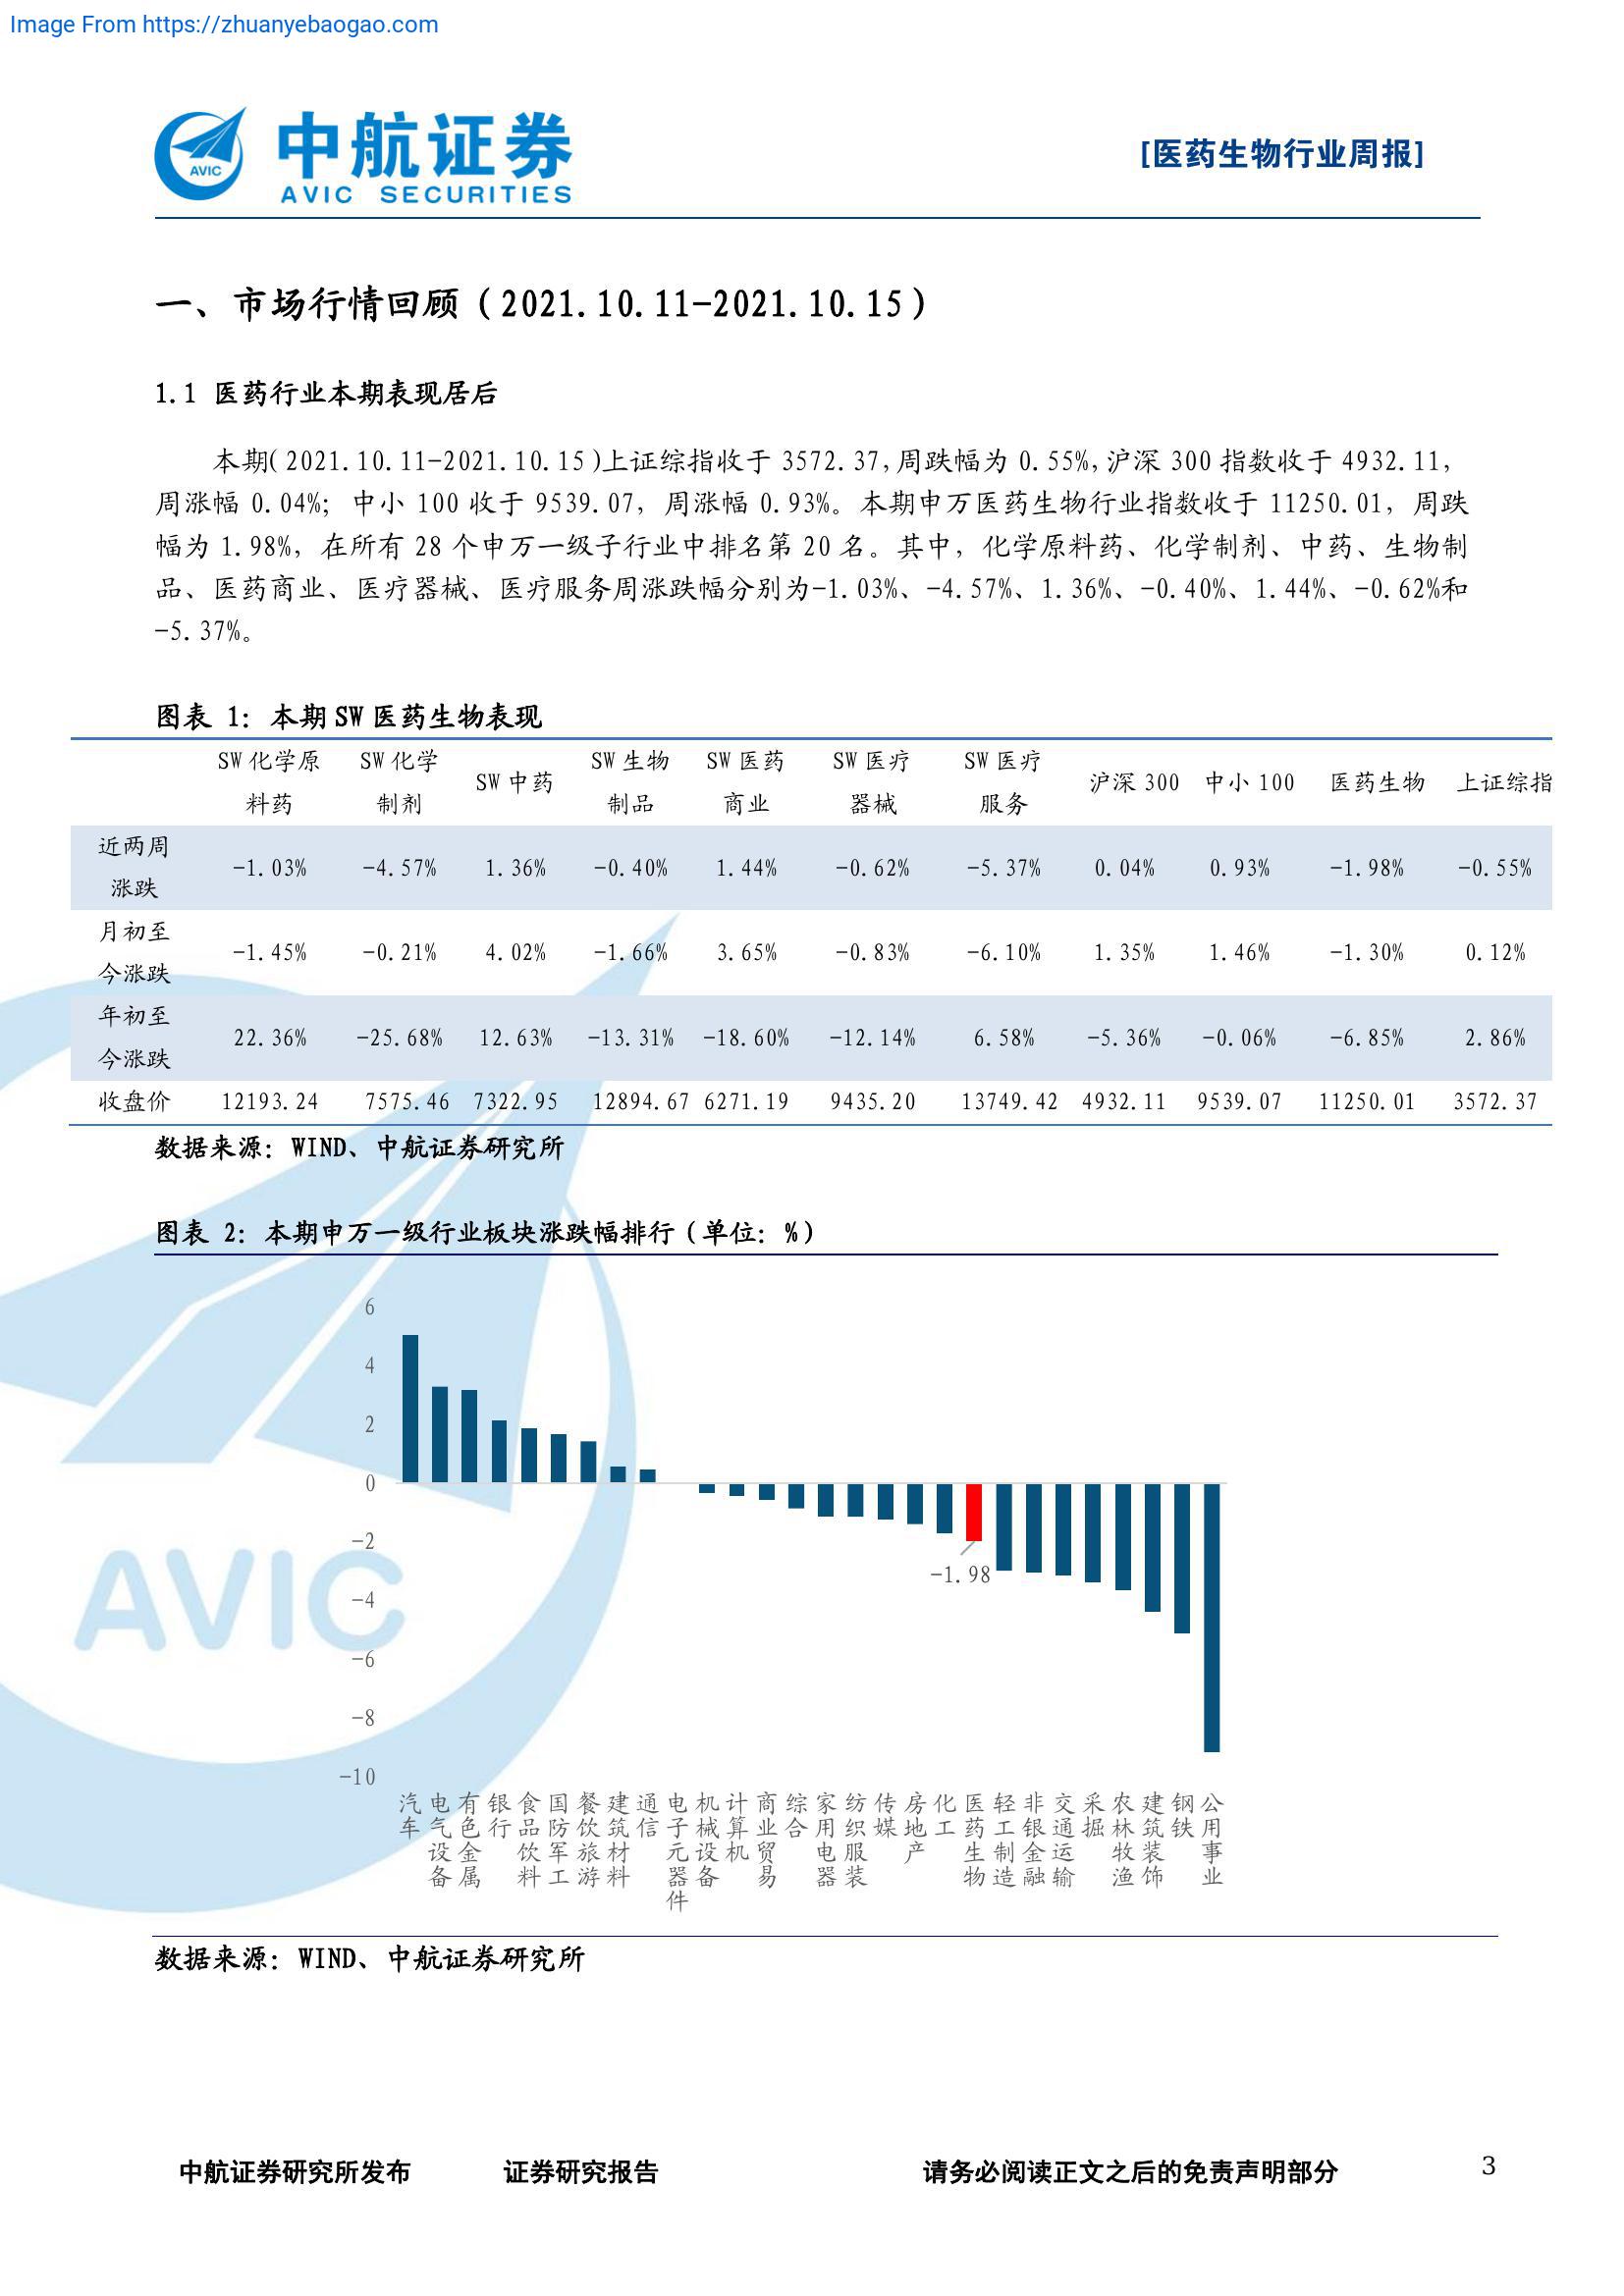 Image From https://zhuanyebaogao.com
AVIC
中航证券
AVIC SECURITIES
[医药生物行业周报]
一、市场行情回顾（2021.10.11-2021.10.15）
1.1 医药行业本期表现居后
本期(2021.10.11-2021.10.15)上证综指收于 3572.37,周跌幅为 0.55%,沪深 300 指数收于 4932.11,
周涨幅 0.04%; 中小 100 收于 9539.07, 周涨幅 0.93%。本期申万医药生物行业指数收于 11250.01, 周跌
幅为 1.98%, 在所有 28 个申万一级子行业中排名第 20 名。其中, 化学原料药、化学制剂、中药、生物制
品、医药商业、医疗器械、医疗服务周涨跌幅分别为-1.03%、-4.57%、1.36%、-0.40%、1.44%、-0.62%和
-5.37%。
图表 1: 本期 SW 医药生物表现
SW 化学原料药 SW 化学制剂 SW 中药 SW 生物制品 SW 医药商业 SW 医疗器械 SW 医疗服务 沪深 300 中小 100 医药生物 上证综指
近两周涨跌 -1.03% -4.57% 1.36% -0.40% 1.44% -0.62% -5.37% 0.04% 0.93% -1.98% -0.55%
月初至今涨跌 -1.45% -0.21% 4.02% -1.66% 3.65% -0.83% -6.10% 1.35% 1.46% -1.30% 0.12%
年初至今涨跌 22.36% -25.68% 12.63% -13.31% -18.60% -12.14% 6.58% -5.36% -0.06% -6.85% 2.86%
收盘价 12193.24 7575.46 7322.95 12894.67 6271.19 9435.20 13749.42 4932.11 9539.07 11250.01 3572.37
数据来源: WIND、中航证券研究所
图表 2: 本期申万一级行业板块涨跌幅排行（单位: %）
6
4
2
0
-2
-4
-6
-8
-10
-1.98
AVIC
汽车 电气设备 有色金属 银行 食品饮料 国防军工 餐饮旅游 建筑材料 通信 电子元器件 机械设备 计算机 商业贸易 综合 家用电器 纺织服装 传媒 房地产 化工 医药生物 轻工制造 非银金融 交通运输 采掘 农林牧渔 建筑装饰 钢铁 公用事业
数据来源: WIND、中航证券研究所
中航证券研究所发布 证券研究报告 请务必阅读正文之后的免责声明部分 3